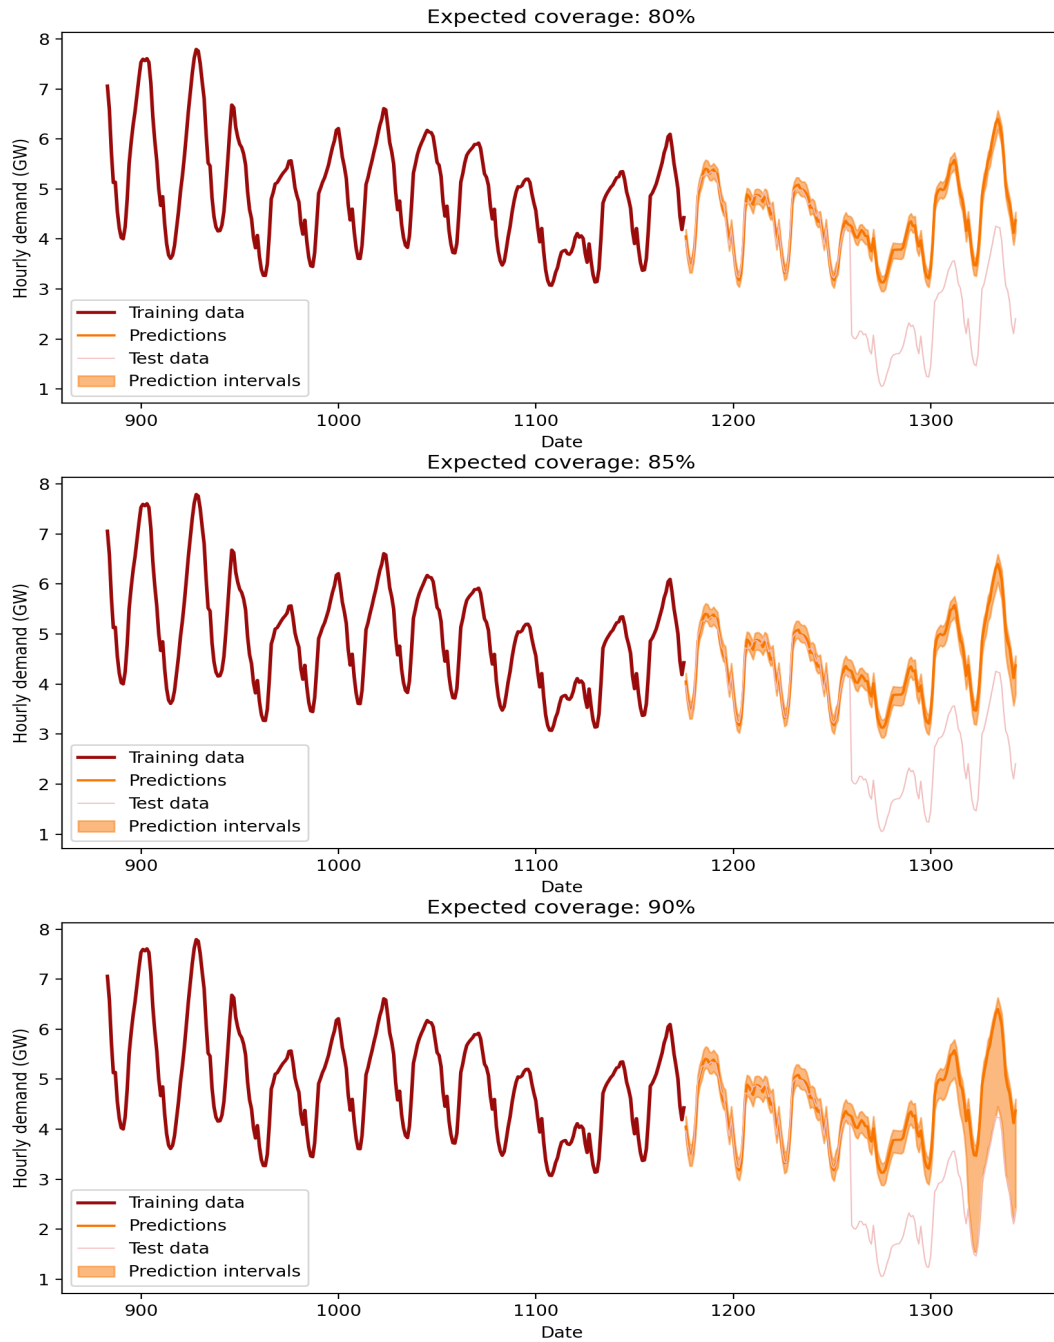 Expected coverage: 80%
8
7
6
5
4
3
2
1
Hourly demand (GW)
Training data
Predictions
Test data
Prediction intervals
900 1000 1100 1200 1300
Date
Expected coverage: 85%
8
7
6
5
4
3
2
1
Hourly demand (GW)
Training data
Predictions
Test data
Prediction intervals
900 1000 1100 1200 1300
Date
Expected coverage: 90%
8
7
6
5
4
3
2
1
Hourly demand (GW)
Training data
Predictions
Test data
Prediction intervals
900 1000 1100 1200 1300
Date